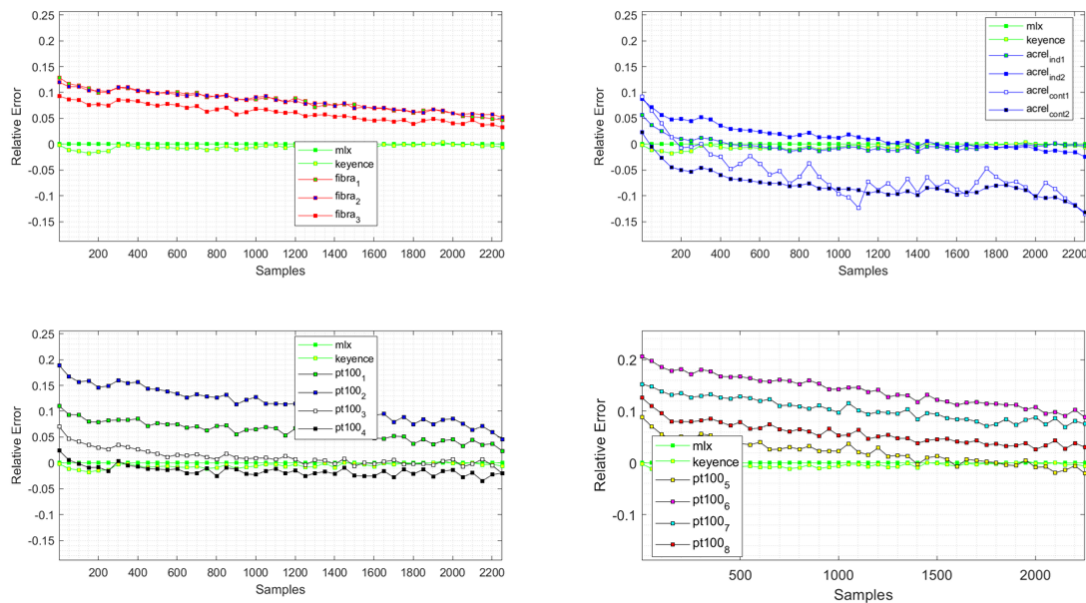 0.25
0.2
0.15
0.1
0.05
0
-0.05
-0.1
-0.15
Relative Error
200 400 600 800 1000 1200 1400 1600 1800 2000 2200
Samples
mlx
keyence
fibra1
fibra2
fibra3
0.25
0.2
0.15
0.1
0.05
0
-0.05
-0.1
-0.15
Relative Error
200 400 600 800 1000 1200 1400 1600 1800 2000 2200
Samples
mlx
keyence
acrelind1
acrelind2
acrelcont1
acrelcont2
0.25
0.2
0.15
0.1
0.05
0
-0.05
-0.1
-0.15
Relative Error
200 400 600 800 1000 1200 1400 1600 1800 2000 2200
Samples
mlx
keyence
pt1001
pt1002
pt1003
pt1004
0.2
0.1
0
-0.1
Relative Error
500 1000 1500 2000
Samples
mlx
keyence
pt1005
pt1006
pt1007
pt1008